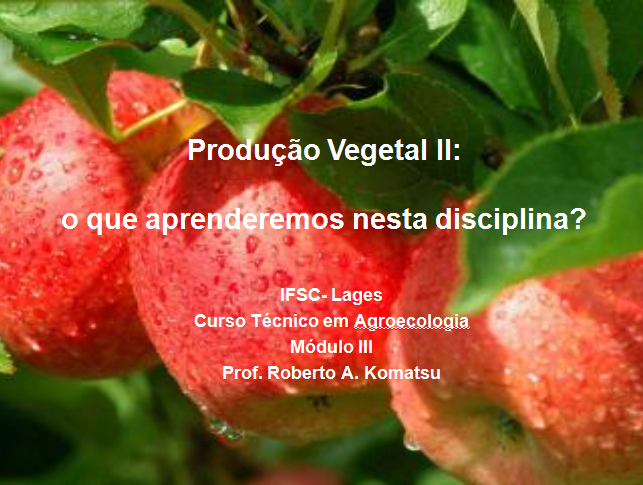 Produção Vegetal II:
o que aprenderemos nesta disciplina?
IFSC- Lages
Curso Técnico em Agroecologia
Módulo III
Prof. Roberto A. Komatsu